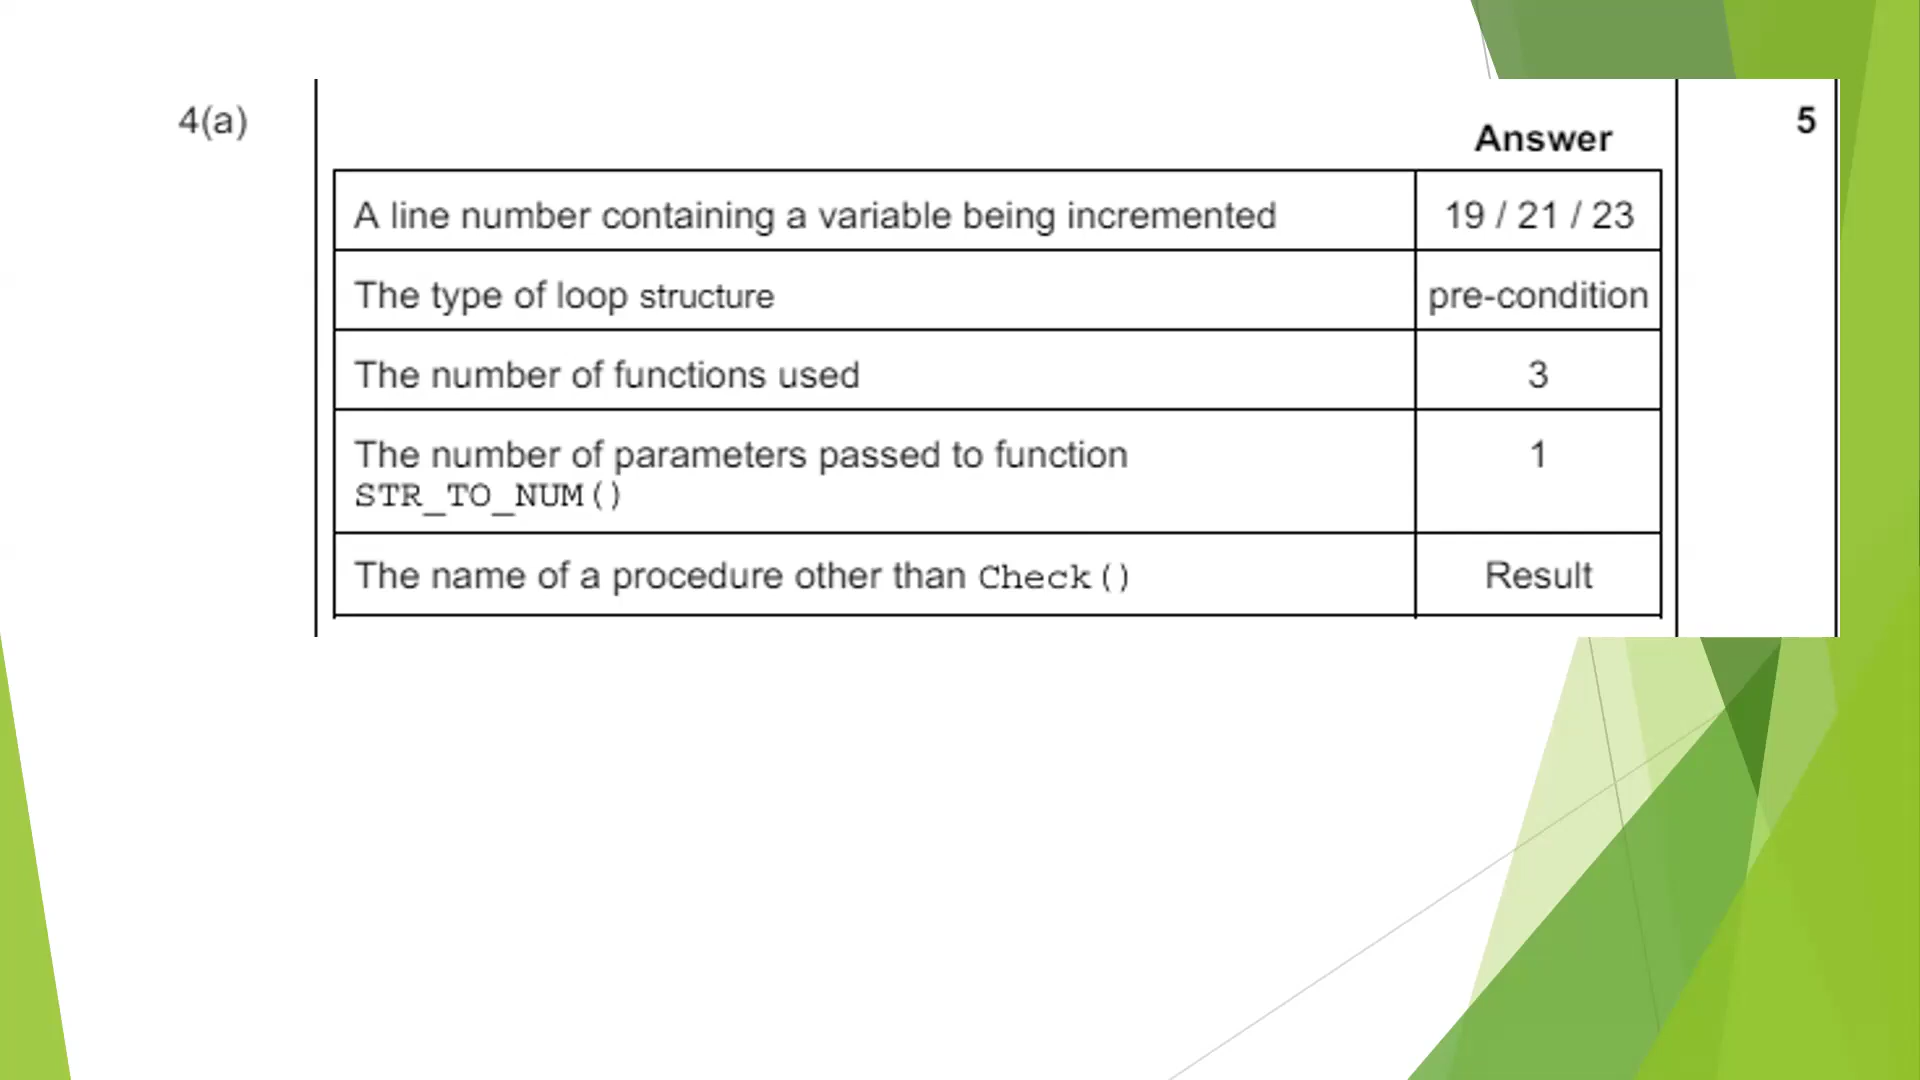 4(a)
5
Answer
A line number containing a variable being incremented 19 / 21 / 23
The type of loop structure pre-condition
The number of functions used 3
The number of parameters passed to function 1
STR_TO_NUM()
The name of a procedure other than Check() Result